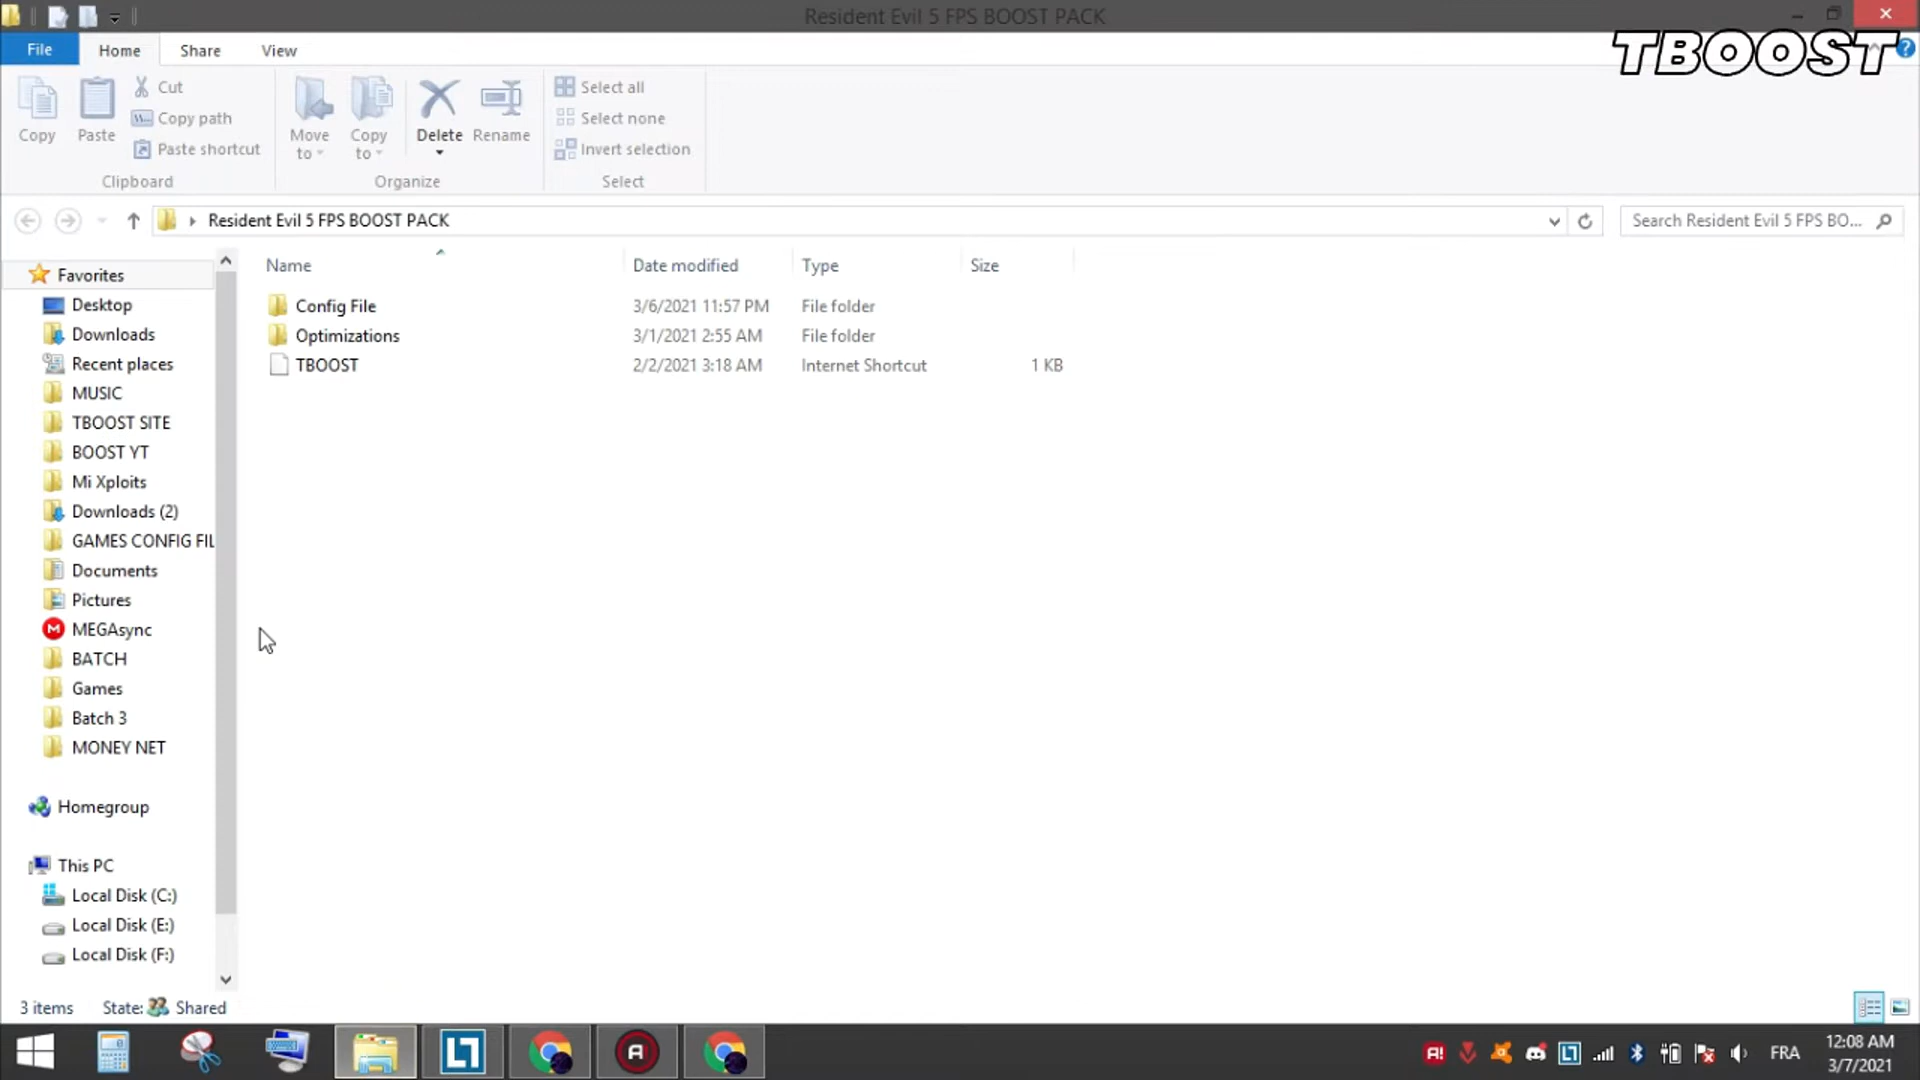 Resident Evil 5 FPS BOOST PACK
File Home Share View
TBOOST
Copy
Paste
Cut
Copy path
Paste shortcut
Clipboard
Move to
Copy to
Delete
Rename
Organize
Select all
Select none
Invert selection
Select
Resident Evil 5 FPS BOOST PACK
Search Resident Evil 5 FPS BO...
Name Date modified Type Size
Config File 3/6/2021 11:57 PM File folder
Optimizations 3/1/2021 2:55 AM File folder
TBOOST 2/2/2021 3:18 AM Internet Shortcut 1 KB
Favorites
Desktop
Downloads
Recent places
MUSIC
TBOOST SITE
BOOST YT
Mi Xploits
Downloads (2)
GAMES CONFIG FIL
Documents
Pictures
MEGAsync
BATCH
Games
Batch 3
MONEY NET
Homegroup
This PC
Local Disk (C:)
Local Disk (E:)
Local Disk (F:)
3 items State: Shared
FRA
12:08 AM
3/7/2021